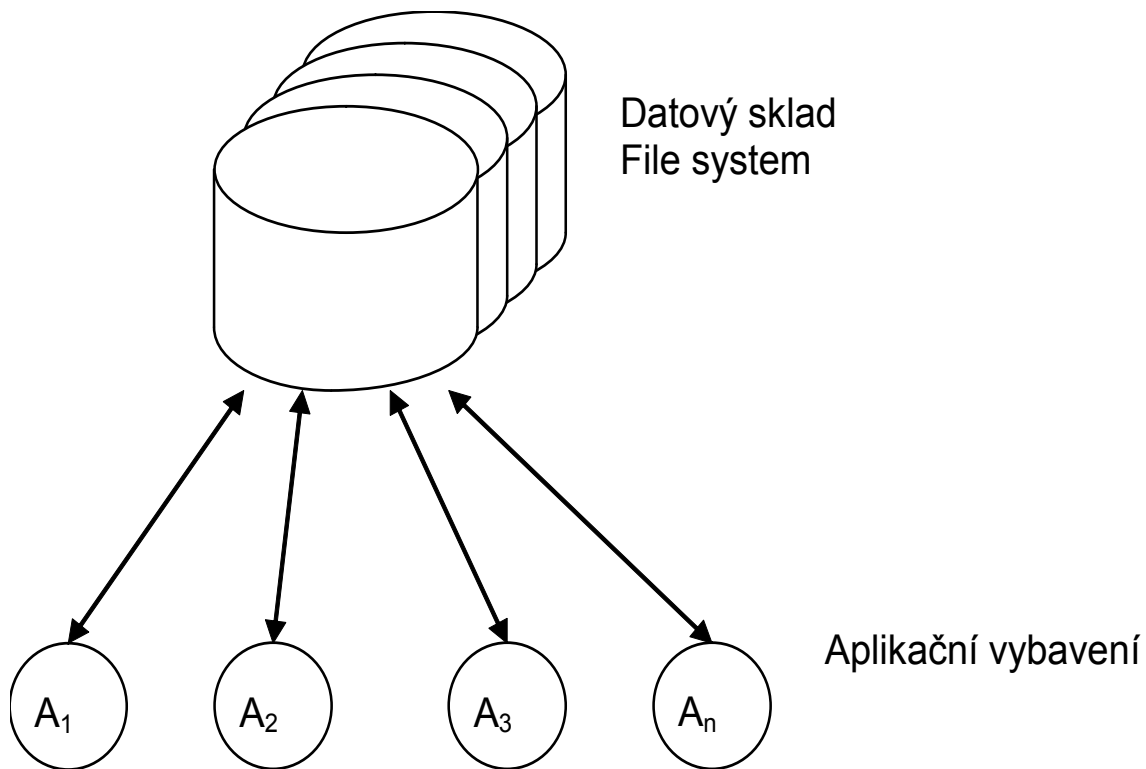 Datový sklad
File system
Aplikační vybavení
A₁ A₂ A₃ Aₙ